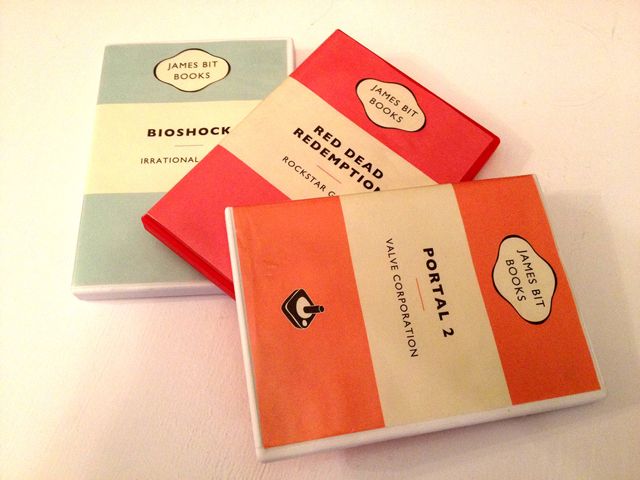 JAMES BIT
BOOKS
BIOSHOCK
IRRATIONAL
JAMES BIT
BOOKS
RED DEAD
REDEMPTION
ROCKSTAR G
JAMES BIT
BOOKS
PORTAL 2
VALVE CORPORATION